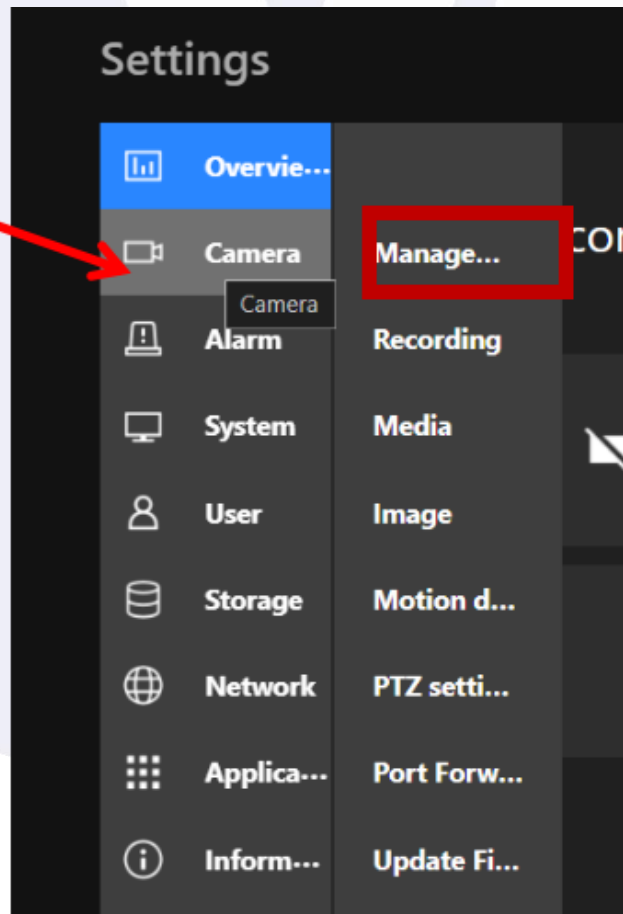 Settings
Overvie...
Camera
Camera
Alarm
System
User
Storage
Network
Applica...
Inform...
Manage...
Recording
Media
Image
Motion d...
PTZ setti...
Port Forw...
Update Fi...
con